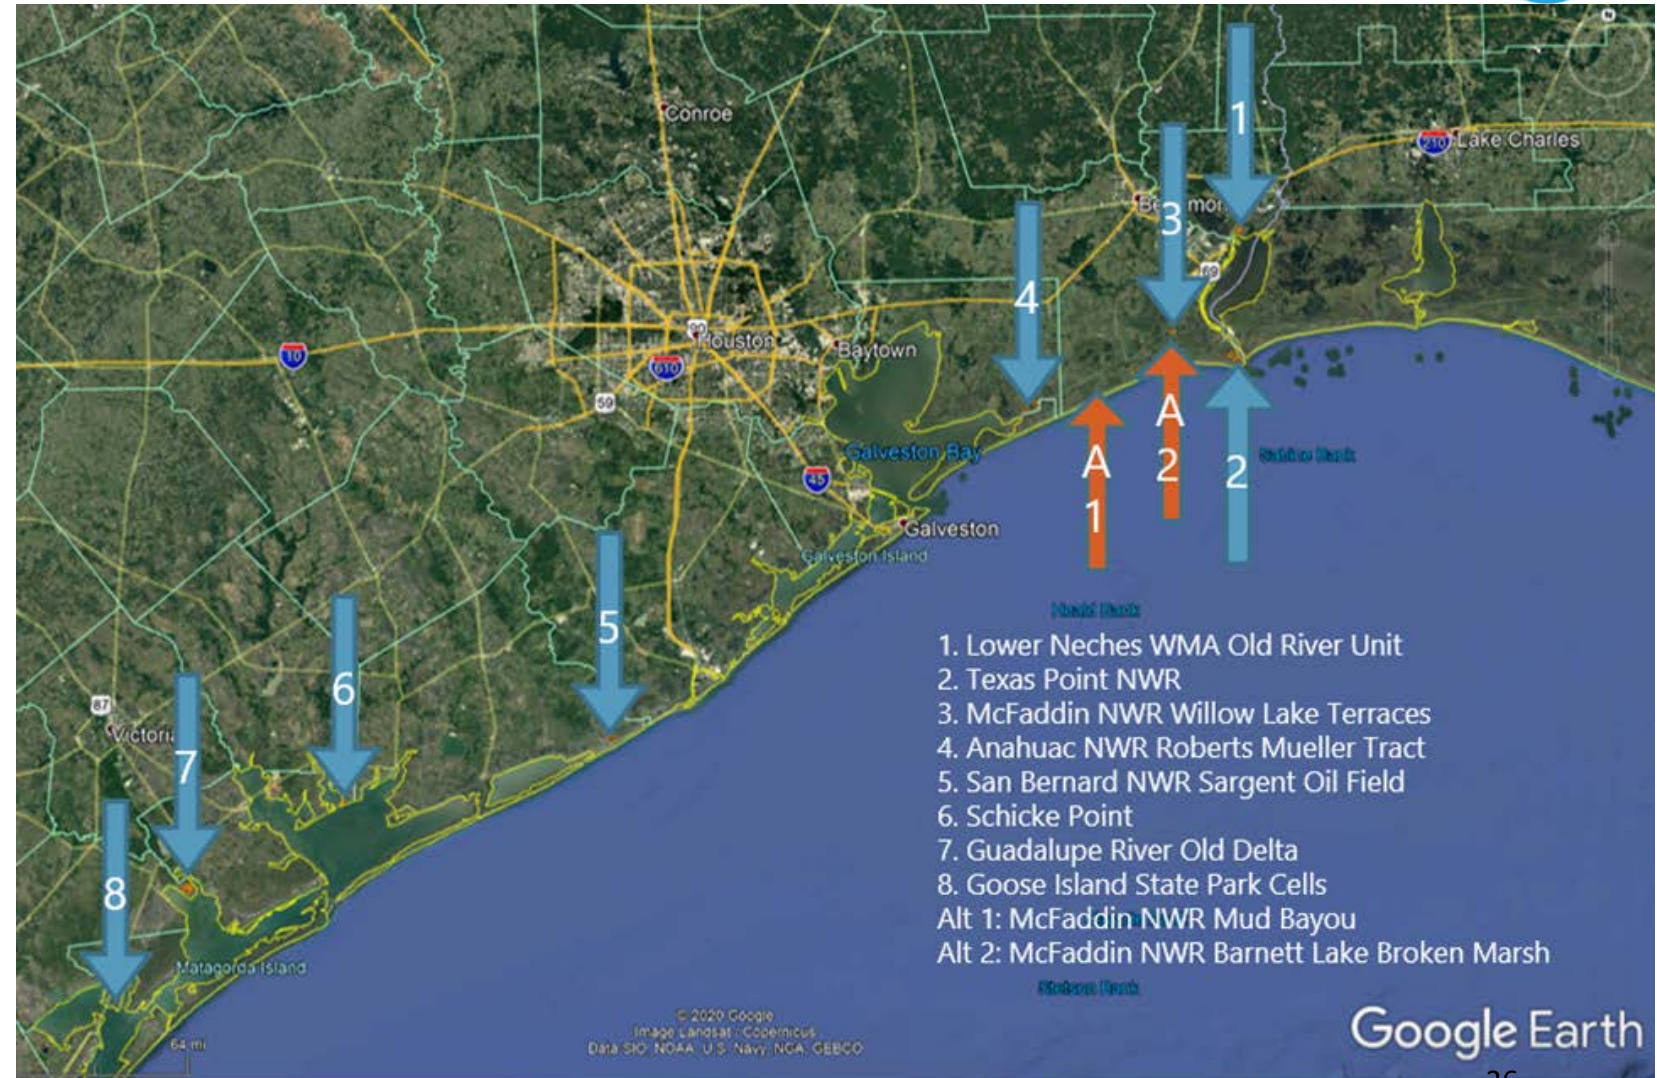 N
Conroe
1
210
Lake Charles
3
4
69
90
Houston
Baytown
10
610
59
A
2
Galveston Bay
Sabine Bank
A
1
2
45
Galveston
Galveston Island
5
Heald Bank
6
87
7
8
1. Lower Neches WMA Old River Unit
2. Texas Point NWR
3. McFaddin NWR Willow Lake Terraces
4. Anahuac NWR Roberts Mueller Tract
5. San Bernard NWR Sargent Oil Field
6. Schicke Point
7. Guadalupe River Old Delta
8. Goose Island State Park Cells
Alt 1: McFaddin NWR Mud Bayou
Alt 2: McFaddin NWR Barnett Lake Broken Marsh
Matagorda Island
Stetson Bank
© 2020 Google
Image Landsat / Copernicus
Data SIO, NOAA, U.S. Navy, NGA, GEBCO
64 mi
Google Earth